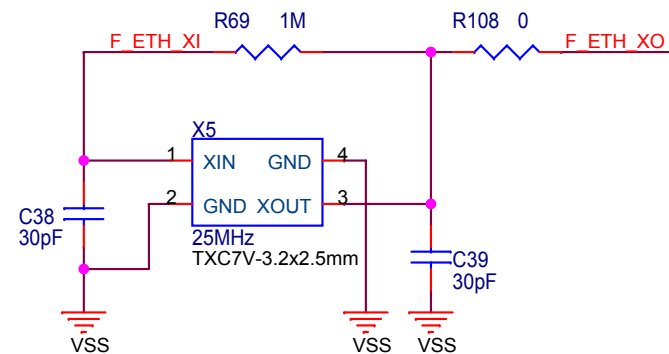 R69 1M
R108 0
F_ETH_XI
F_ETH_XO
X5
1 XIN GND 4
2 GND XOUT 3
C38
30pF
25MHz
TXC7V-3.2x2.5mm
C39
30pF
VSS
VSS
VSS